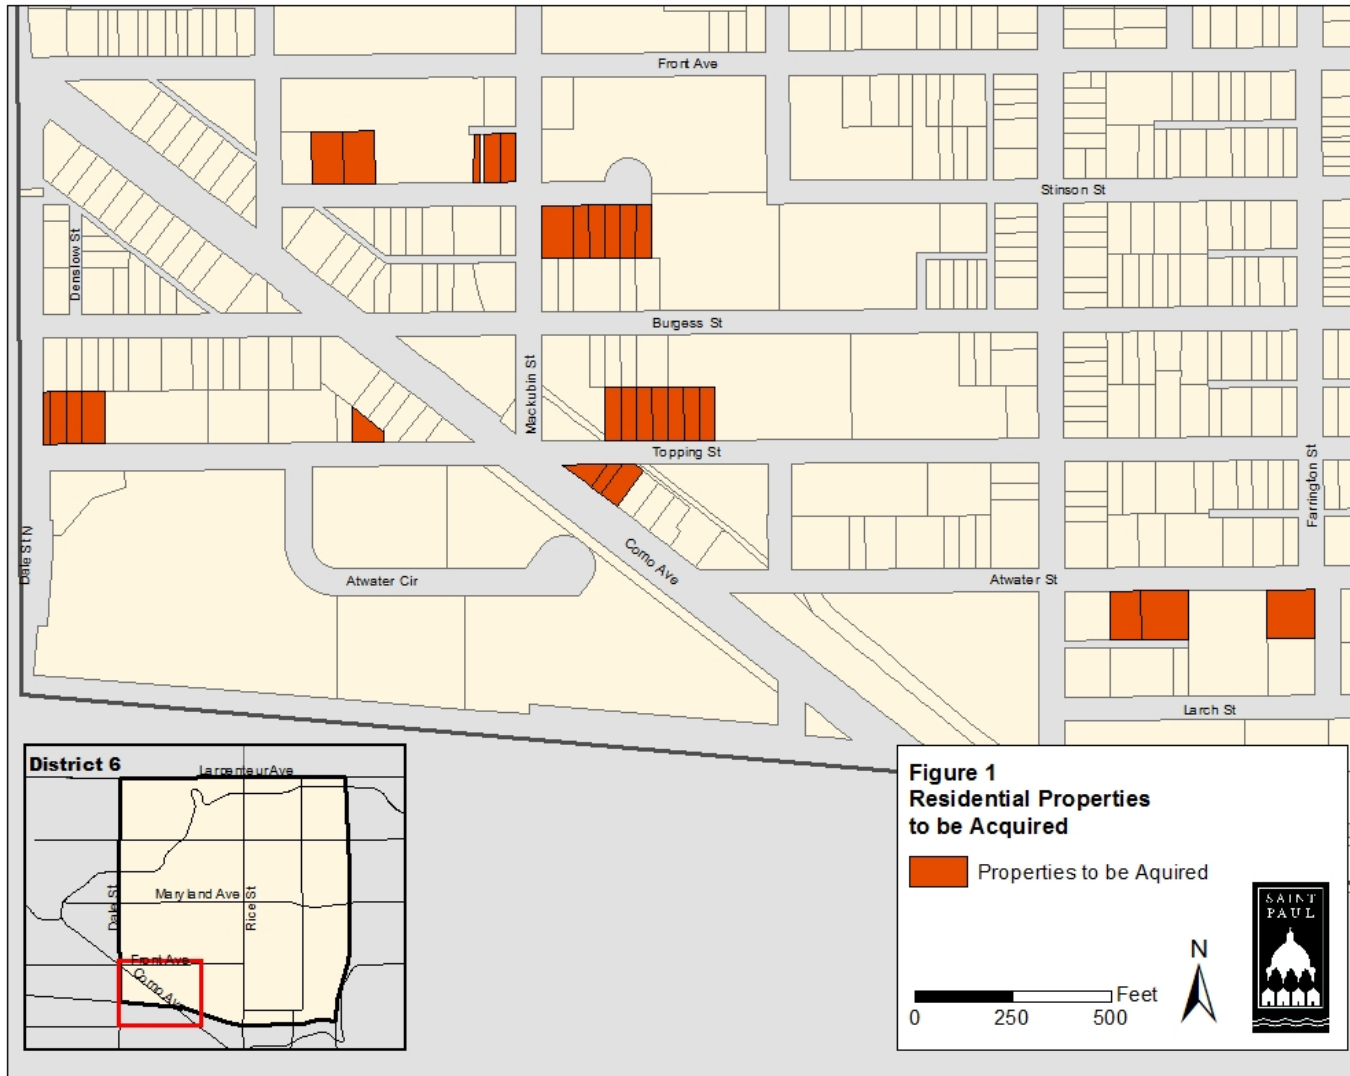 Front Ave
Stinson St
Denslow St
Burgess St
Mackubin St
Topping St
Farrington St
Dale St N
Como Ave
Atwater Cir
Atwater St
Larch St
District 6
Larpenteur Ave
Dale St
Maryland Ave
Rice St
Front Ave
Como Ave
Figure 1
Residential Properties
to be Acquired
Properties to be Aquired
SAINT
PAUL
N
Feet
0 250 500